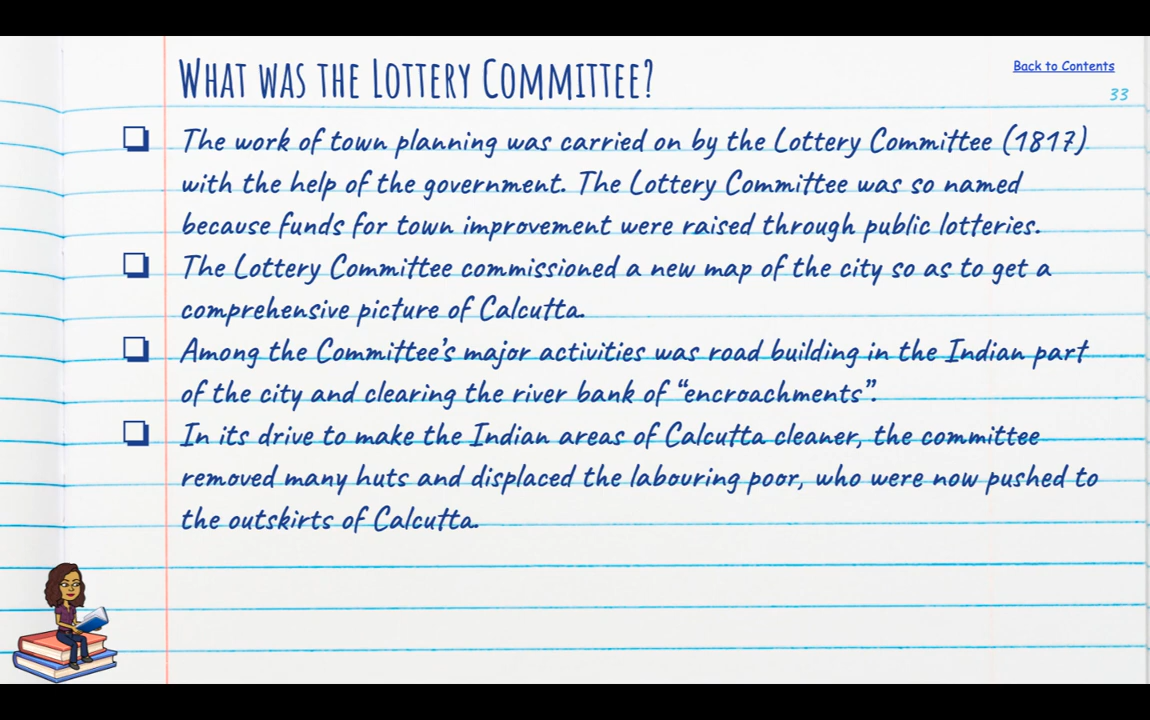 What was the Lottery Committee?
Back to Contents
33
The work of town planning was carried on by the Lottery Committee (1817)
with the help of the government. The Lottery Committee was so named
because funds for town improvement were raised through public lotteries.
The Lottery Committee commissioned a new map of the city so as to get a
comprehensive picture of Calcutta.
Among the Committee’s major activities was road building in the Indian part
of the city and clearing the river bank of “encroachments”.
In its drive to make the Indian areas of Calcutta cleaner, the committee
removed many huts and displaced the labouring poor, who were now pushed to
the outskirts of Calcutta.